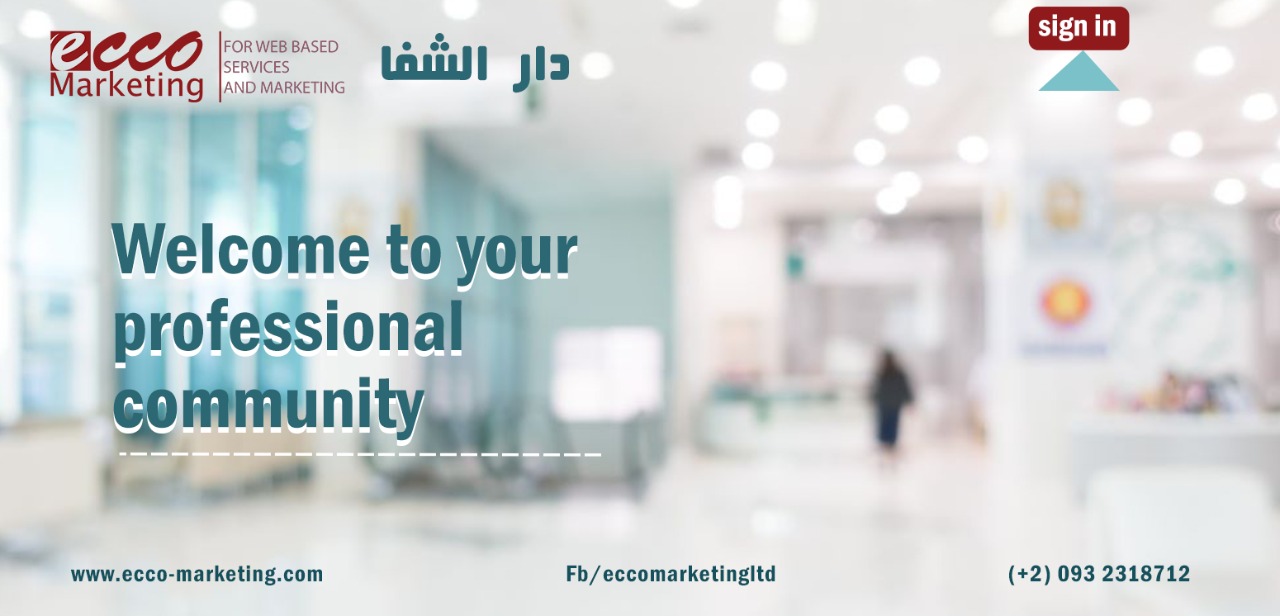 ecco
Marketing
FOR WEB BASED
SERVICES
AND MARKETING
دار الشفا
sign in
Welcome to your
professional
community
www.ecco-marketing.com
Fb/eccomarketingltd
(+2) 093 2318712